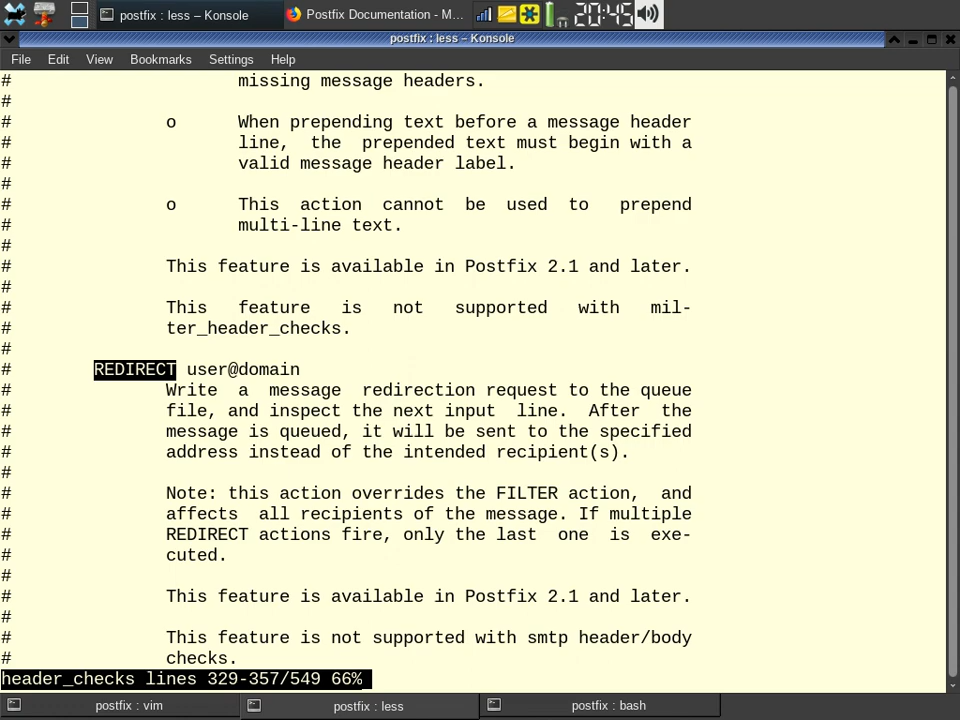 postfix : less – Konsole
Postfix Documentation - M...
20:45
postfix : less – Konsole
File Edit View Bookmarks Settings Help
# missing message headers.
#
# o When prepending text before a message header
# line, the prepended text must begin with a
# valid message header label.
#
# o This action cannot be used to prepend
# multi-line text.
#
# This feature is available in Postfix 2.1 and later.
#
# This feature is not supported with mil-
# ter_header_checks.
#
# REDIRECT user@domain
# Write a message redirection request to the queue
# file, and inspect the next input line. After the
# message is queued, it will be sent to the specified
# address instead of the intended recipient(s).
#
# Note: this action overrides the FILTER action, and
# affects all recipients of the message. If multiple
# REDIRECT actions fire, only the last one is exe-
# cuted.
#
# This feature is available in Postfix 2.1 and later.
#
# This feature is not supported with smtp header/body
# checks.
header_checks lines 329-357/549 66%
postfix : vim
postfix : less
postfix : bash